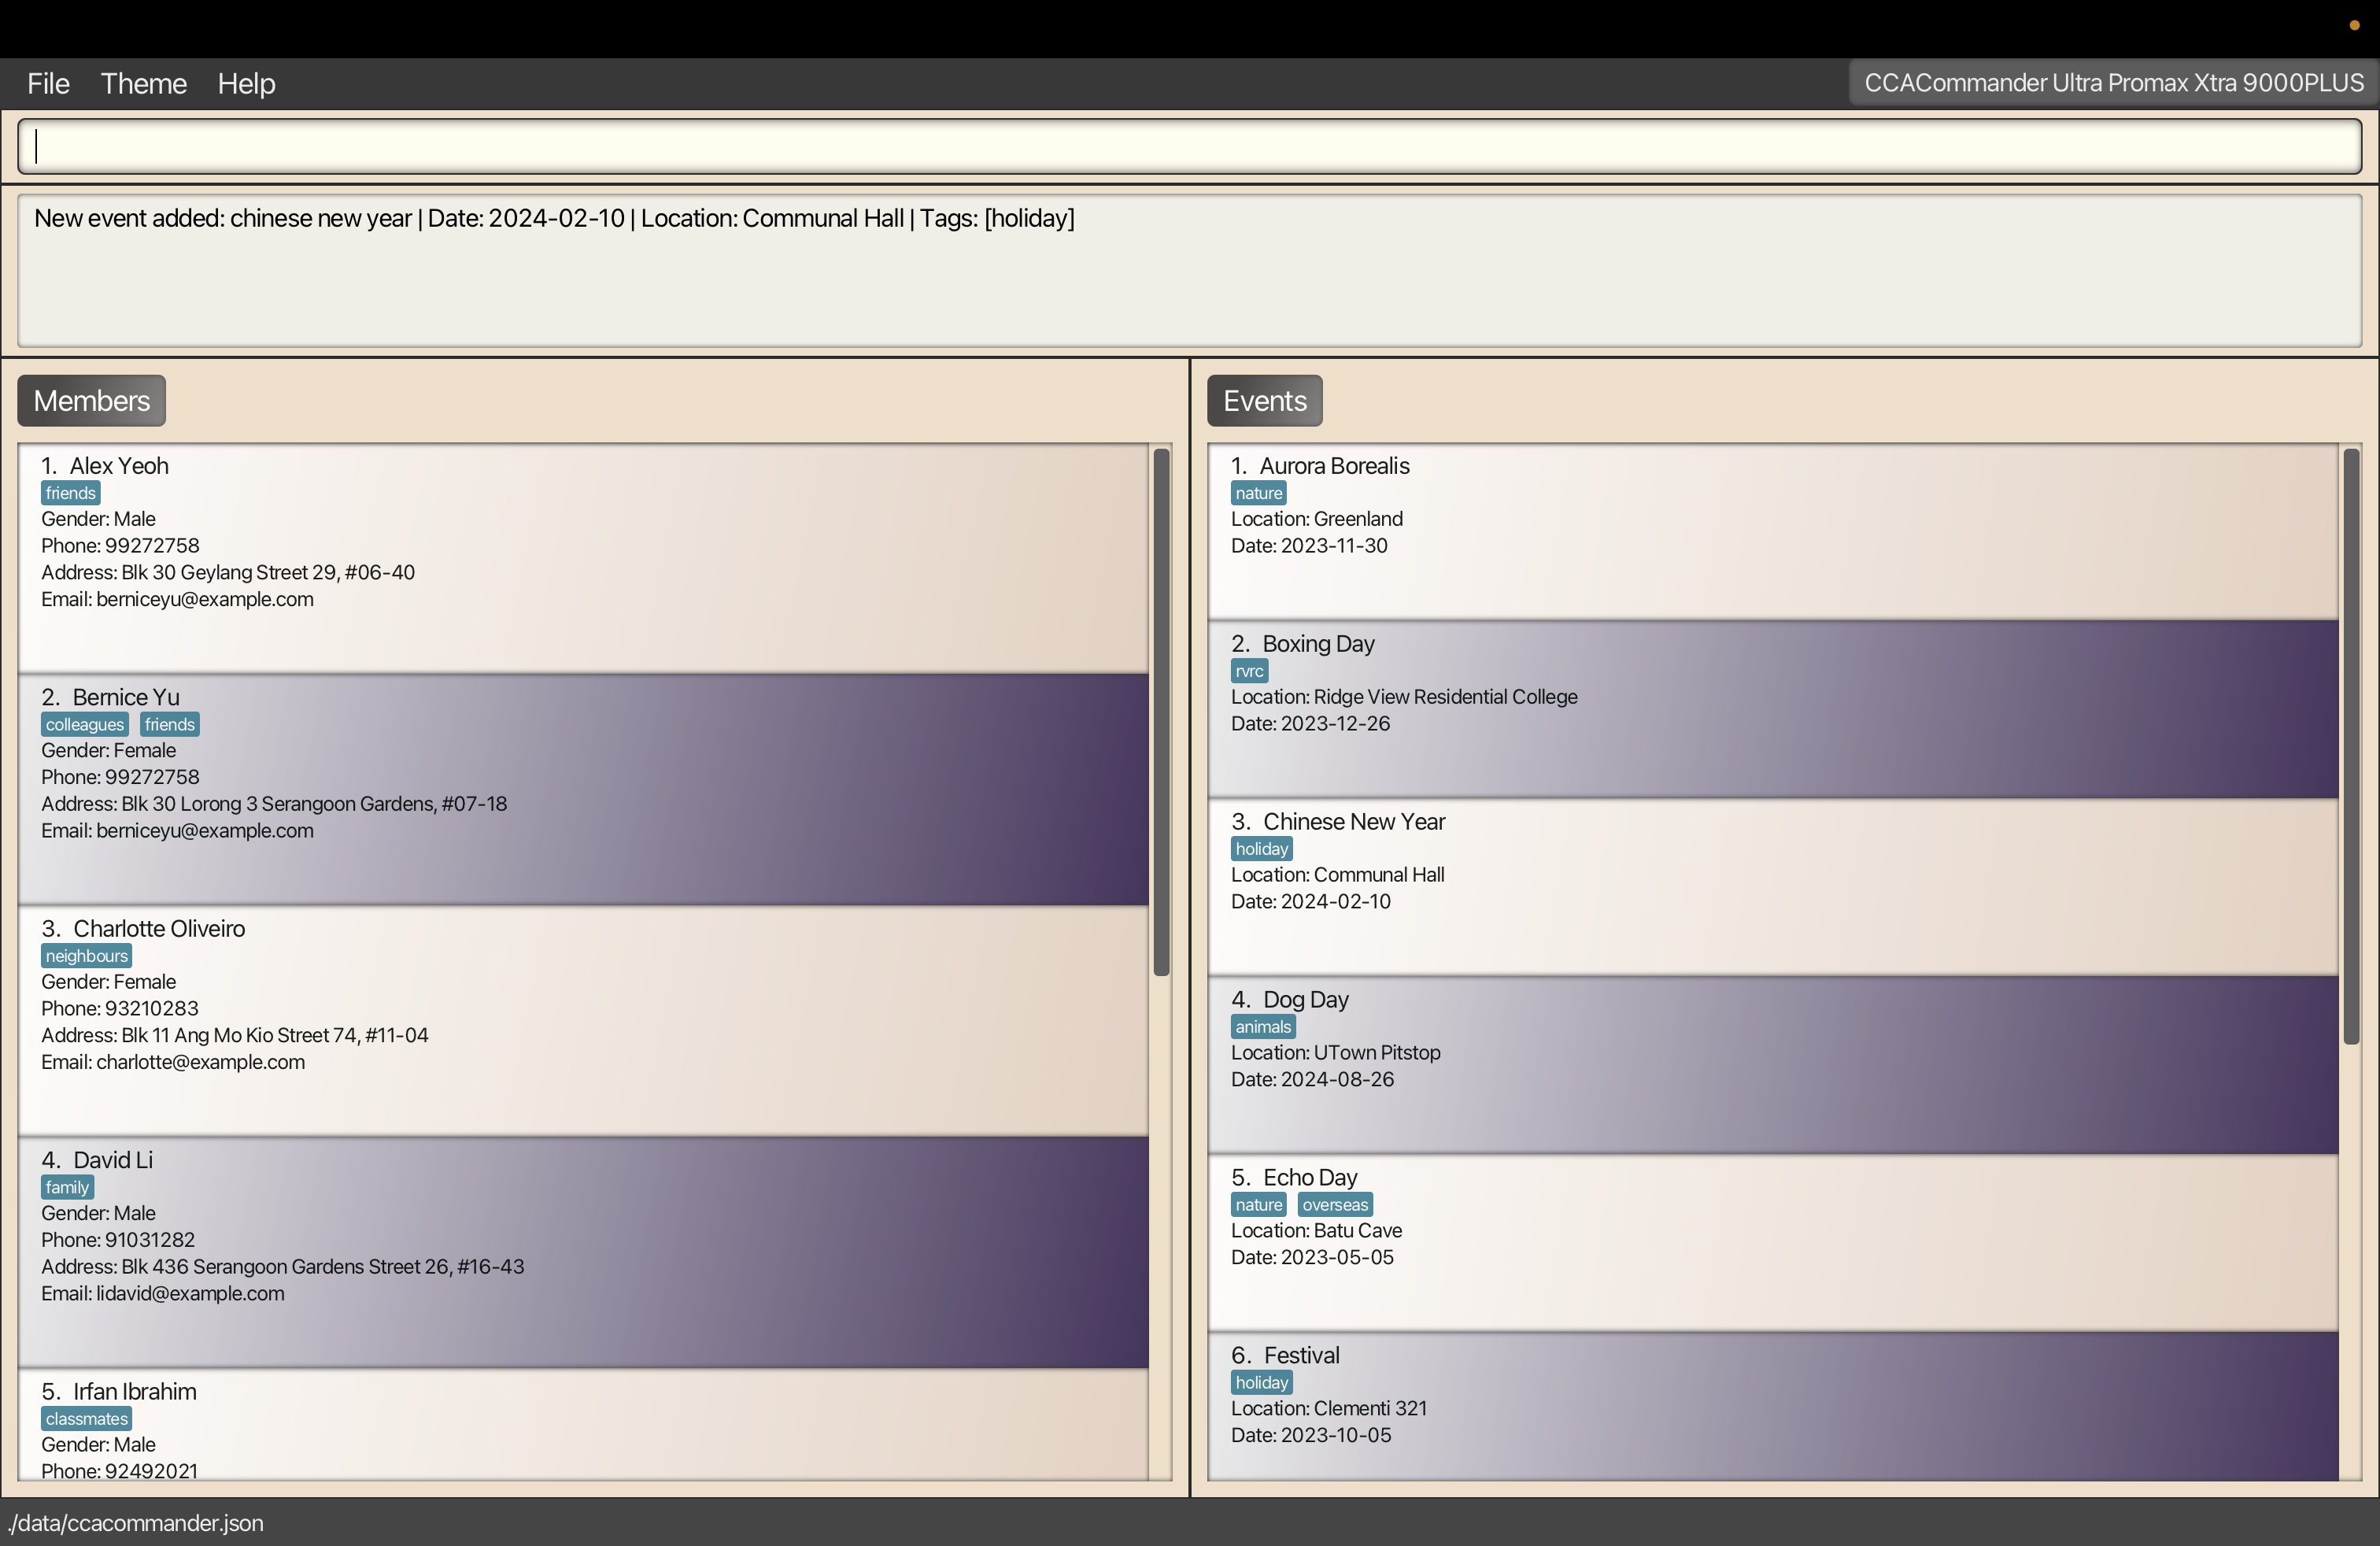 File Theme Help
CCACommander Ultra Promax Xtra 9000PLUS
New event added: chinese new year | Date: 2024-02-10 | Location: Communal Hall | Tags: [holiday]
Members
1. Alex Yeoh
friends
Gender: Male
Phone: 99272758
Address: Blk 30 Geylang Street 29, #06-40
Email: berniceyu@example.com
2. Bernice Yu
colleagues friends
Gender: Female
Phone: 99272758
Address: Blk 30 Lorong 3 Serangoon Gardens, #07-18
Email: berniceyu@example.com
3. Charlotte Oliveiro
neighbours
Gender: Female
Phone: 93210283
Address: Blk 11 Ang Mo Kio Street 74, #11-04
Email: charlotte@example.com
4. David Li
family
Gender: Male
Phone: 91031282
Address: Blk 436 Serangoon Gardens Street 26, #16-43
Email: lidavid@example.com
5. Irfan Ibrahim
classmates
Gender: Male
Phone: 92492021
Events
1. Aurora Borealis
nature
Location: Greenland
Date: 2023-11-30
2. Boxing Day
rvrc
Location: Ridge View Residential College
Date: 2023-12-26
3. Chinese New Year
holiday
Location: Communal Hall
Date: 2024-02-10
4. Dog Day
animals
Location: UTown Pitstop
Date: 2024-08-26
5. Echo Day
nature overseas
Location: Batu Cave
Date: 2023-05-05
6. Festival
holiday
Location: Clementi 321
Date: 2023-10-05
./data/ccacommander.json